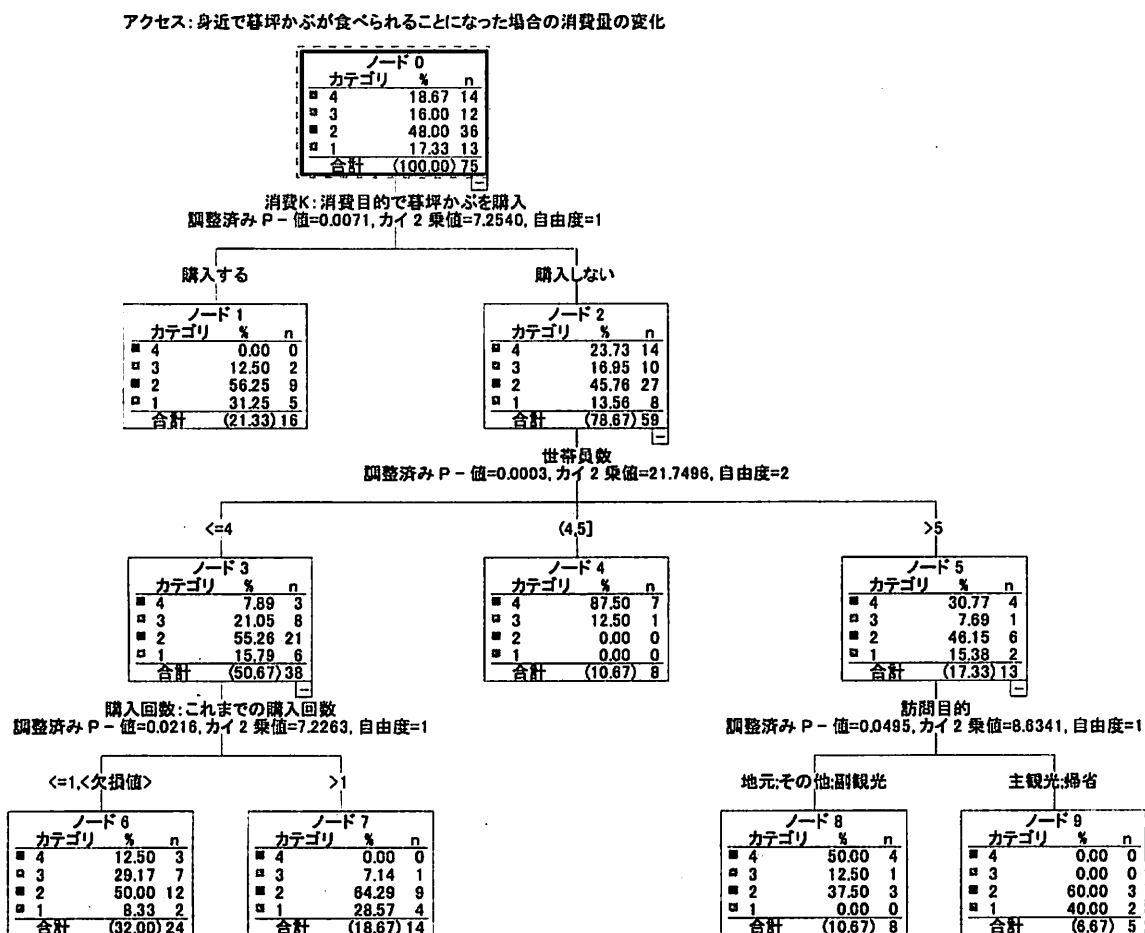 アクセス:身近で暮坪かぶが食べられることになった場合の消費量の変化
ノード 0
カテゴリ % n
4 18.67 14
3 16.00 12
2 48.00 36
1 17.33 13
合計 (100.00) 75
消費K:消費目的で暮坪かぶを購入
調整済み P - 値=0.0071, カイ 2 乗値=7.2540, 自由度=1
購入する
購入しない
ノード 1
カテゴリ % n
4 0.00 0
3 12.50 2
2 56.25 9
1 31.25 5
合計 (21.33) 16
ノード 2
カテゴリ % n
4 23.73 14
3 16.95 10
2 45.76 27
1 13.56 8
合計 (78.67) 59
世帯員数
調整済み P - 値=0.0003, カイ 2 乗値=21.7496, 自由度=2
<=4
(4,5]
>5
ノード 3
カテゴリ % n
4 7.89 3
3 21.05 8
2 55.26 21
1 15.79 6
合計 (50.67) 38
ノード 4
カテゴリ % n
4 87.50 7
3 12.50 1
2 0.00 0
1 0.00 0
合計 (10.67) 8
ノード 5
カテゴリ % n
4 30.77 4
3 7.69 1
2 46.15 6
1 15.38 2
合計 (17.33) 13
購入回数:これまでの購入回数
調整済み P - 値=0.0216, カイ 2 乗値=7.2263, 自由度=1
訪問目的
調整済み P - 値=0.0495, カイ 2 乗値=8.6341, 自由度=1
<=1,<欠損値>
>1
地元;その他;副観光
主観光;帰省
ノード 6
カテゴリ % n
4 12.50 3
3 29.17 7
2 50.00 12
1 8.33 2
合計 (32.00) 24
ノード 7
カテゴリ % n
4 0.00 0
3 7.14 1
2 64.29 9
1 28.57 4
合計 (18.67) 14
ノード 8
カテゴリ % n
4 50.00 4
3 12.50 1
2 37.50 3
1 0.00 0
合計 (10.67) 8
ノード 9
カテゴリ % n
4 0.00 0
3 0.00 0
2 60.00 3
1 40.00 2
合計 (6.67) 5